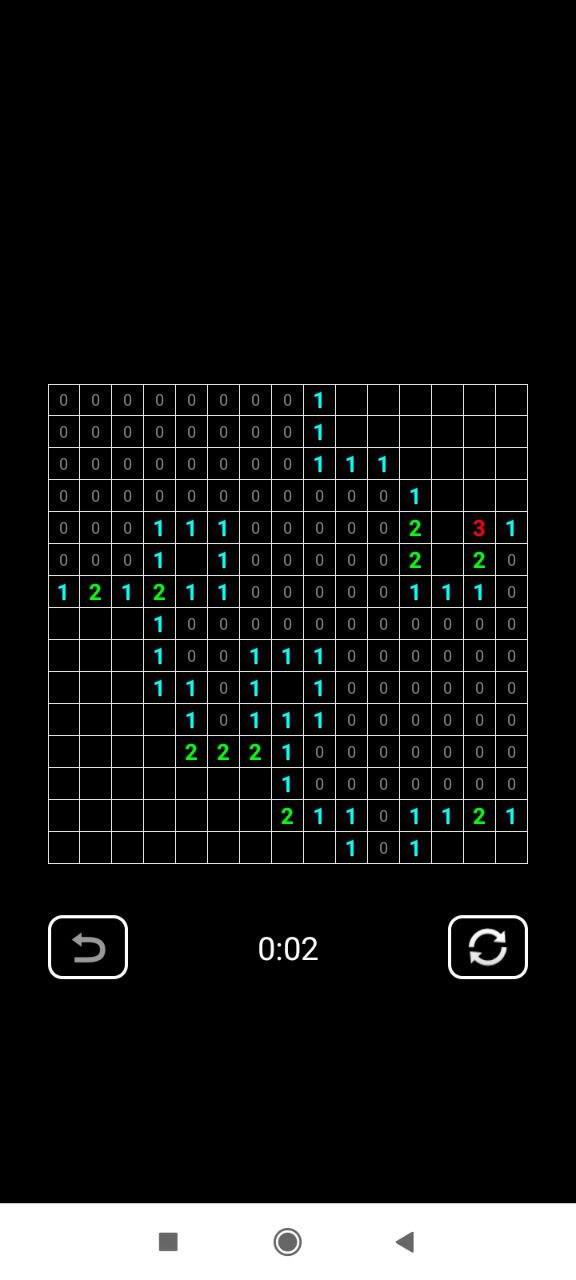 0 0 0 0 0 0 0 0 1
0 0 0 0 0 0 0 0 1
0 0 0 0 0 0 0 0 1 1 1
0 0 0 0 0 0 0 0 0 0 0 1
0 0 0 1 1 1 0 0 0 0 0 2 3 1
0 0 0 1 1 0 0 0 0 0 2 2 0
1 2 1 2 1 1 0 0 0 0 0 1 1 1 0
1 0 0 0 0 0 0 0 0 0 0 0
1 0 0 1 1 1 0 0 0 0 0 0
1 1 0 1 1 0 0 0 0 0 0
1 0 1 1 1 0 0 0 0 0 0
2 2 2 1 0 0 0 0 0 0 0
1 0 0 0 0 0 0 0
2 1 1 0 1 1 2 1
1 0 1
0:02